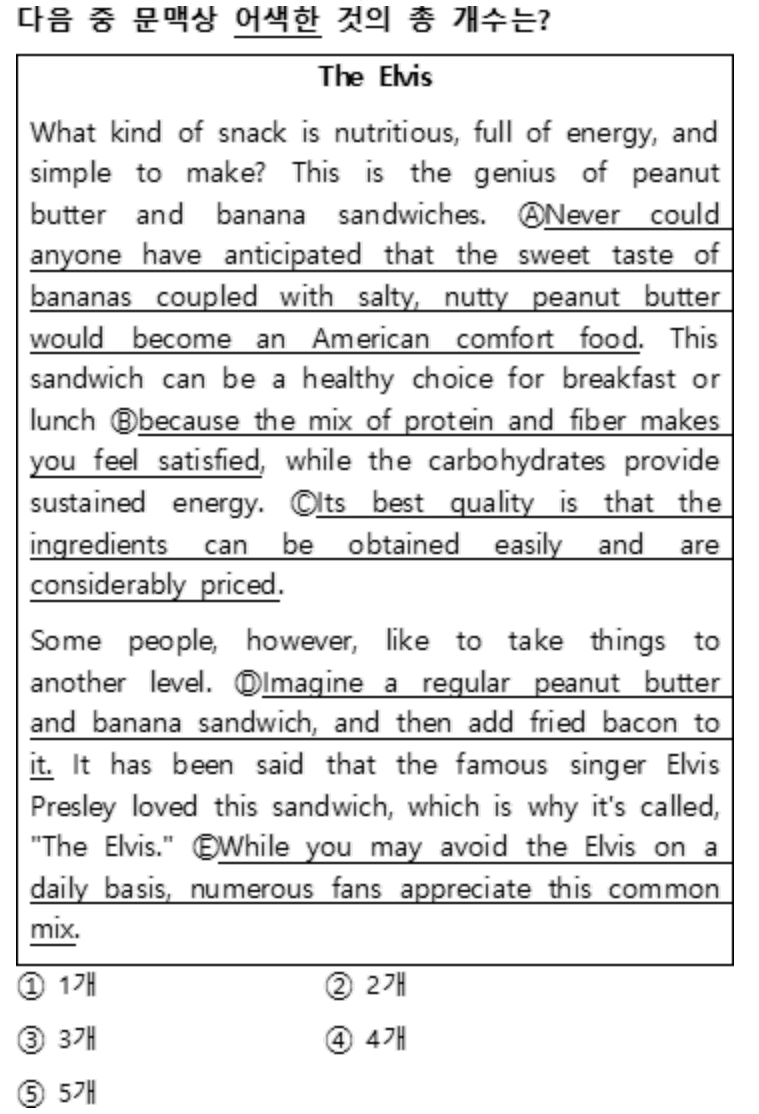 다음 중 문맥상 어색한 것의 총 개수는?
The Elvis
What kind of snack is nutritious, full of energy, and
simple to make? This is the genius of peanut
butter and banana sandwiches. ⒶNever could
anyone have anticipated that the sweet taste of
bananas coupled with salty, nutty peanut butter
would become an American comfort food. This
sandwich can be a healthy choice for breakfast or
lunch Ⓑbecause the mix of protein and fiber makes
you feel satisfied, while the carbohydrates provide
sustained energy. ⒸIts best quality is that the
ingredients can be obtained easily and are
considerably priced.
Some people, however, like to take things to
another level. ⒹImagine a regular peanut butter
and banana sandwich, and then add fried bacon to
it. It has been said that the famous singer Elvis
Presley loved this sandwich, which is why it's called,
"The Elvis." ⒺWhile you may avoid the Elvis on a
daily basis, numerous fans appreciate this common
mix.
① 1개 ② 2개
③ 3개 ④ 4개
⑤ 5개